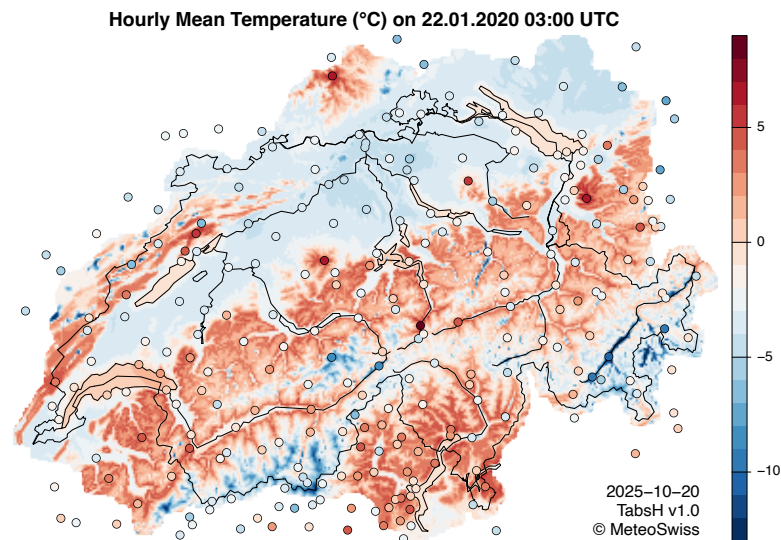 Hourly Mean Temperature (°C) on 22.01.2020 03:00 UTC
5
0
−5
−10
2025−10−20
TabsH v1.0
© MeteoSwiss